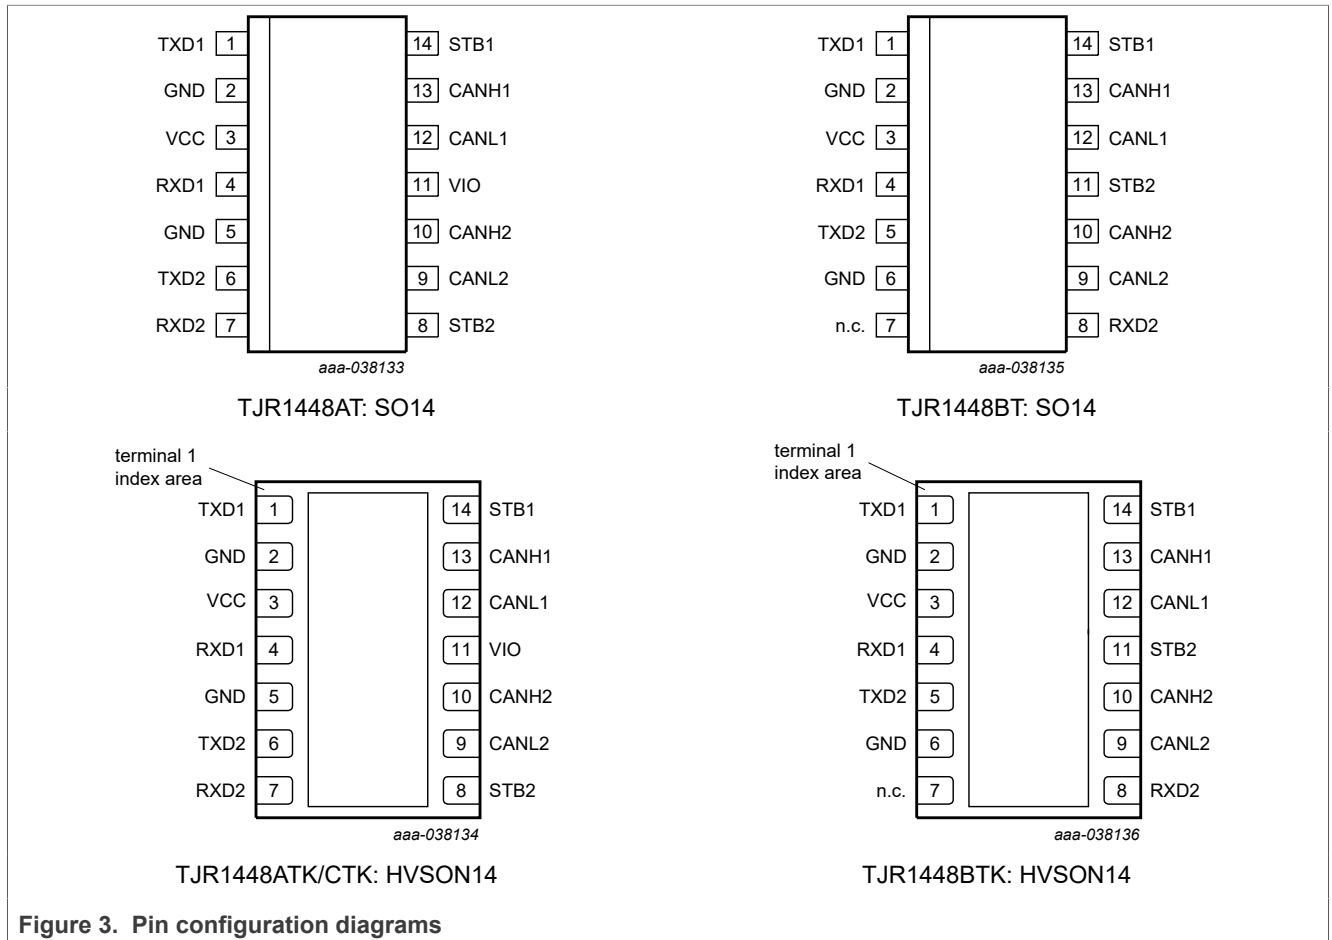 TXD1 1 14 STB1
GND 2 13 CANH1
VCC 3 12 CANL1
RXD1 4 11 VIO
GND 5 10 CANH2
TXD2 6 9 CANL2
RXD2 7 8 STB2
aaa-038133
TJR1448AT: SO14
TXD1 1 14 STB1
GND 2 13 CANH1
VCC 3 12 CANL1
RXD1 4 11 STB2
TXD2 5 10 CANH2
GND 6 9 CANL2
n.c. 7 8 RXD2
aaa-038135
TJR1448BT: SO14
terminal 1
index area
TXD1 1 14 STB1
GND 2 13 CANH1
VCC 3 12 CANL1
RXD1 4 11 VIO
GND 5 10 CANH2
TXD2 6 9 CANL2
RXD2 7 8 STB2
aaa-038134
TJR1448ATK/CTK: HVSON14
terminal 1
index area
TXD1 1 14 STB1
GND 2 13 CANH1
VCC 3 12 CANL1
RXD1 4 11 STB2
TXD2 5 10 CANH2
GND 6 9 CANL2
n.c. 7 8 RXD2
aaa-038136
TJR1448BTK: HVSON14
Figure 3. Pin configuration diagrams